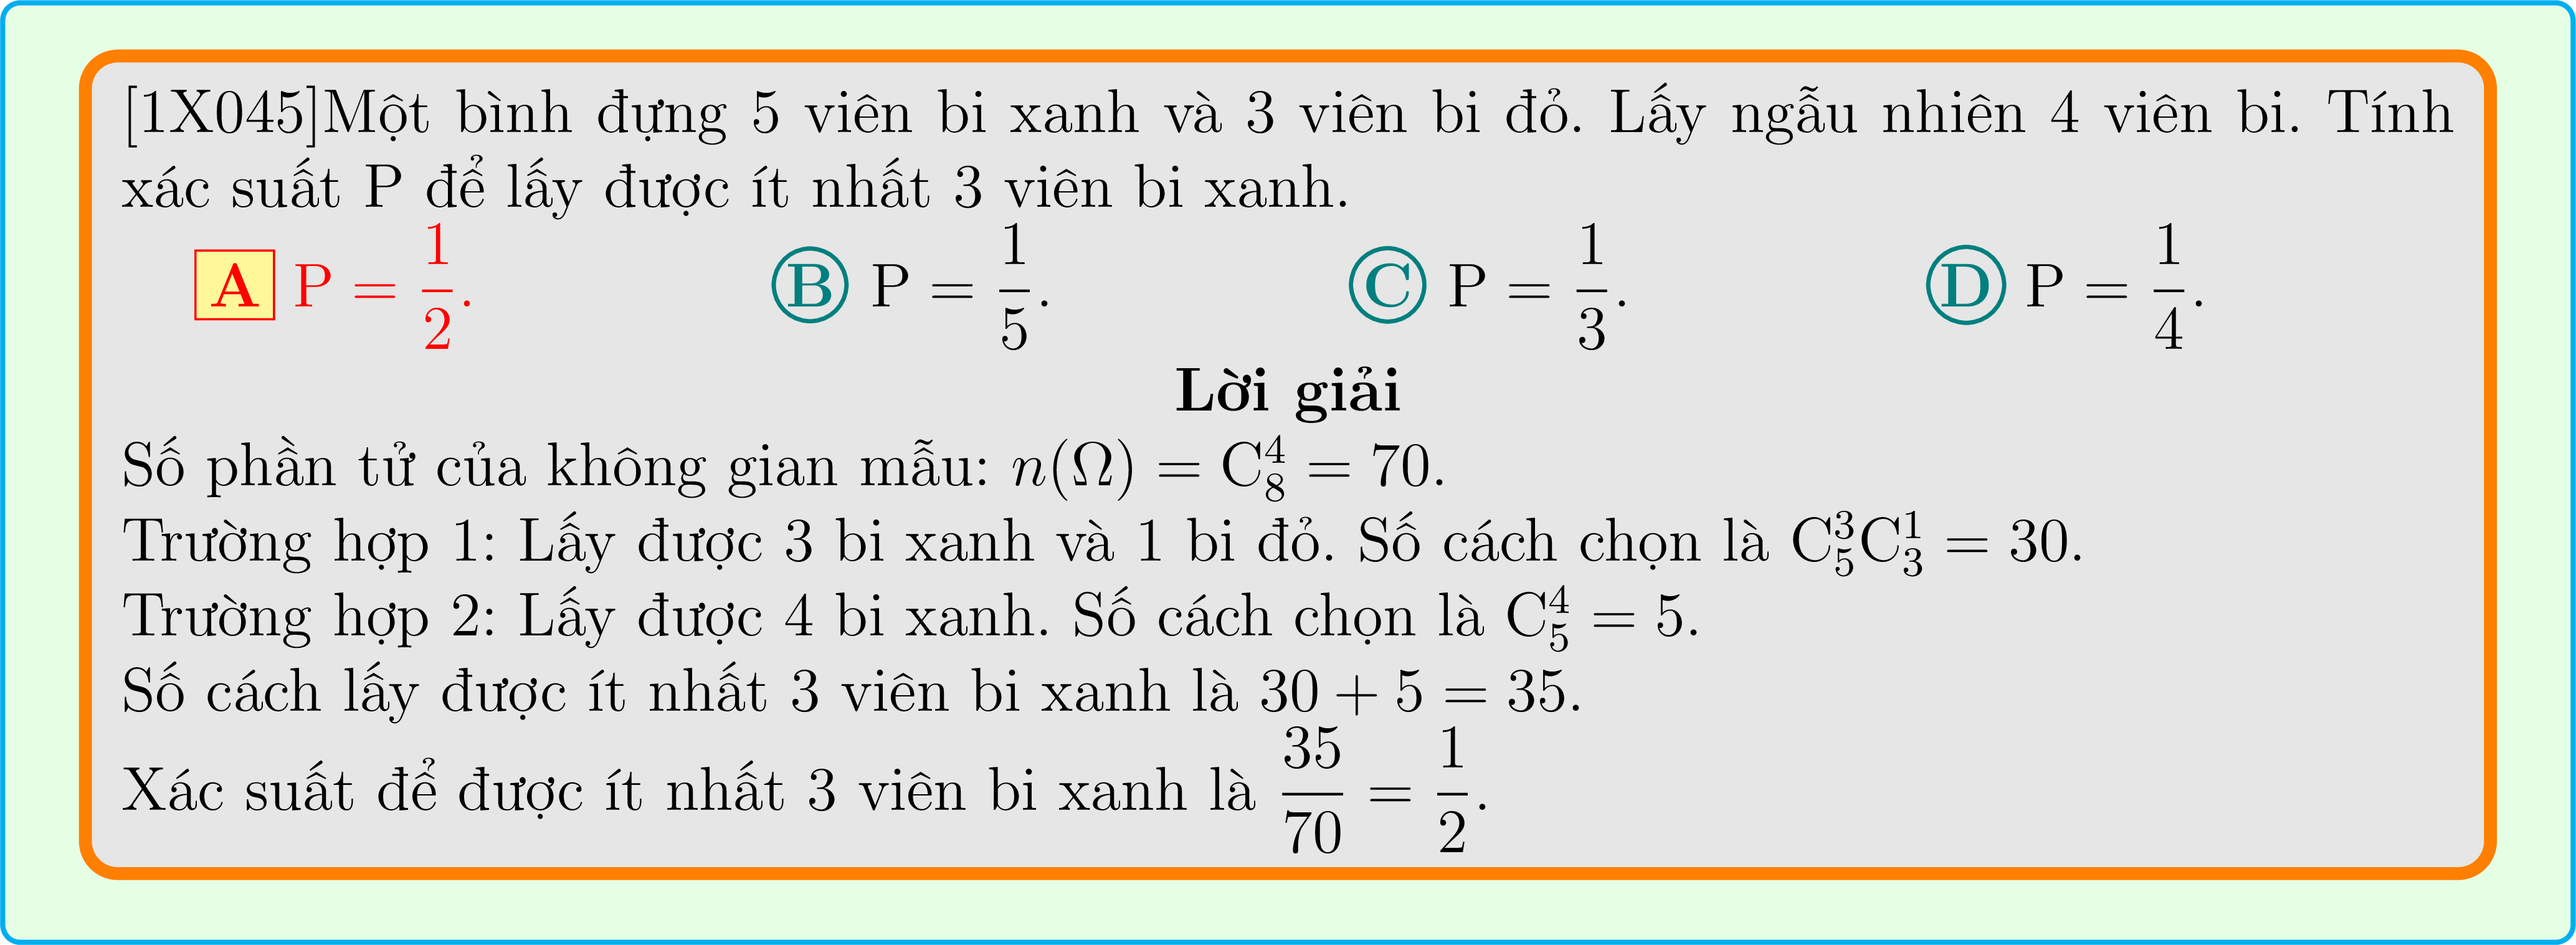 [1X045]Một bình đựng 5 viên bi xanh và 3 viên bi đỏ. Lấy ngẫu nhiên 4 viên bi. Tính
xác suất P để lấy được ít nhất 3 viên bi xanh.
A P = \frac{1}{2}. B P = \frac{1}{5}. C P = \frac{1}{3}. D P = \frac{1}{4}.
Lời giải
Số phần tử của không gian mẫu: n(Ω) = C_8^4 = 70.
Trường hợp 1: Lấy được 3 bi xanh và 1 bi đỏ. Số cách chọn là C_5^3C_3^1 = 30.
Trường hợp 2: Lấy được 4 bi xanh. Số cách chọn là C_5^4 = 5.
Số cách lấy được ít nhất 3 viên bi xanh là 30 + 5 = 35.
Xác suất để được ít nhất 3 viên bi xanh là \frac{35}{70} = \frac{1}{2}.